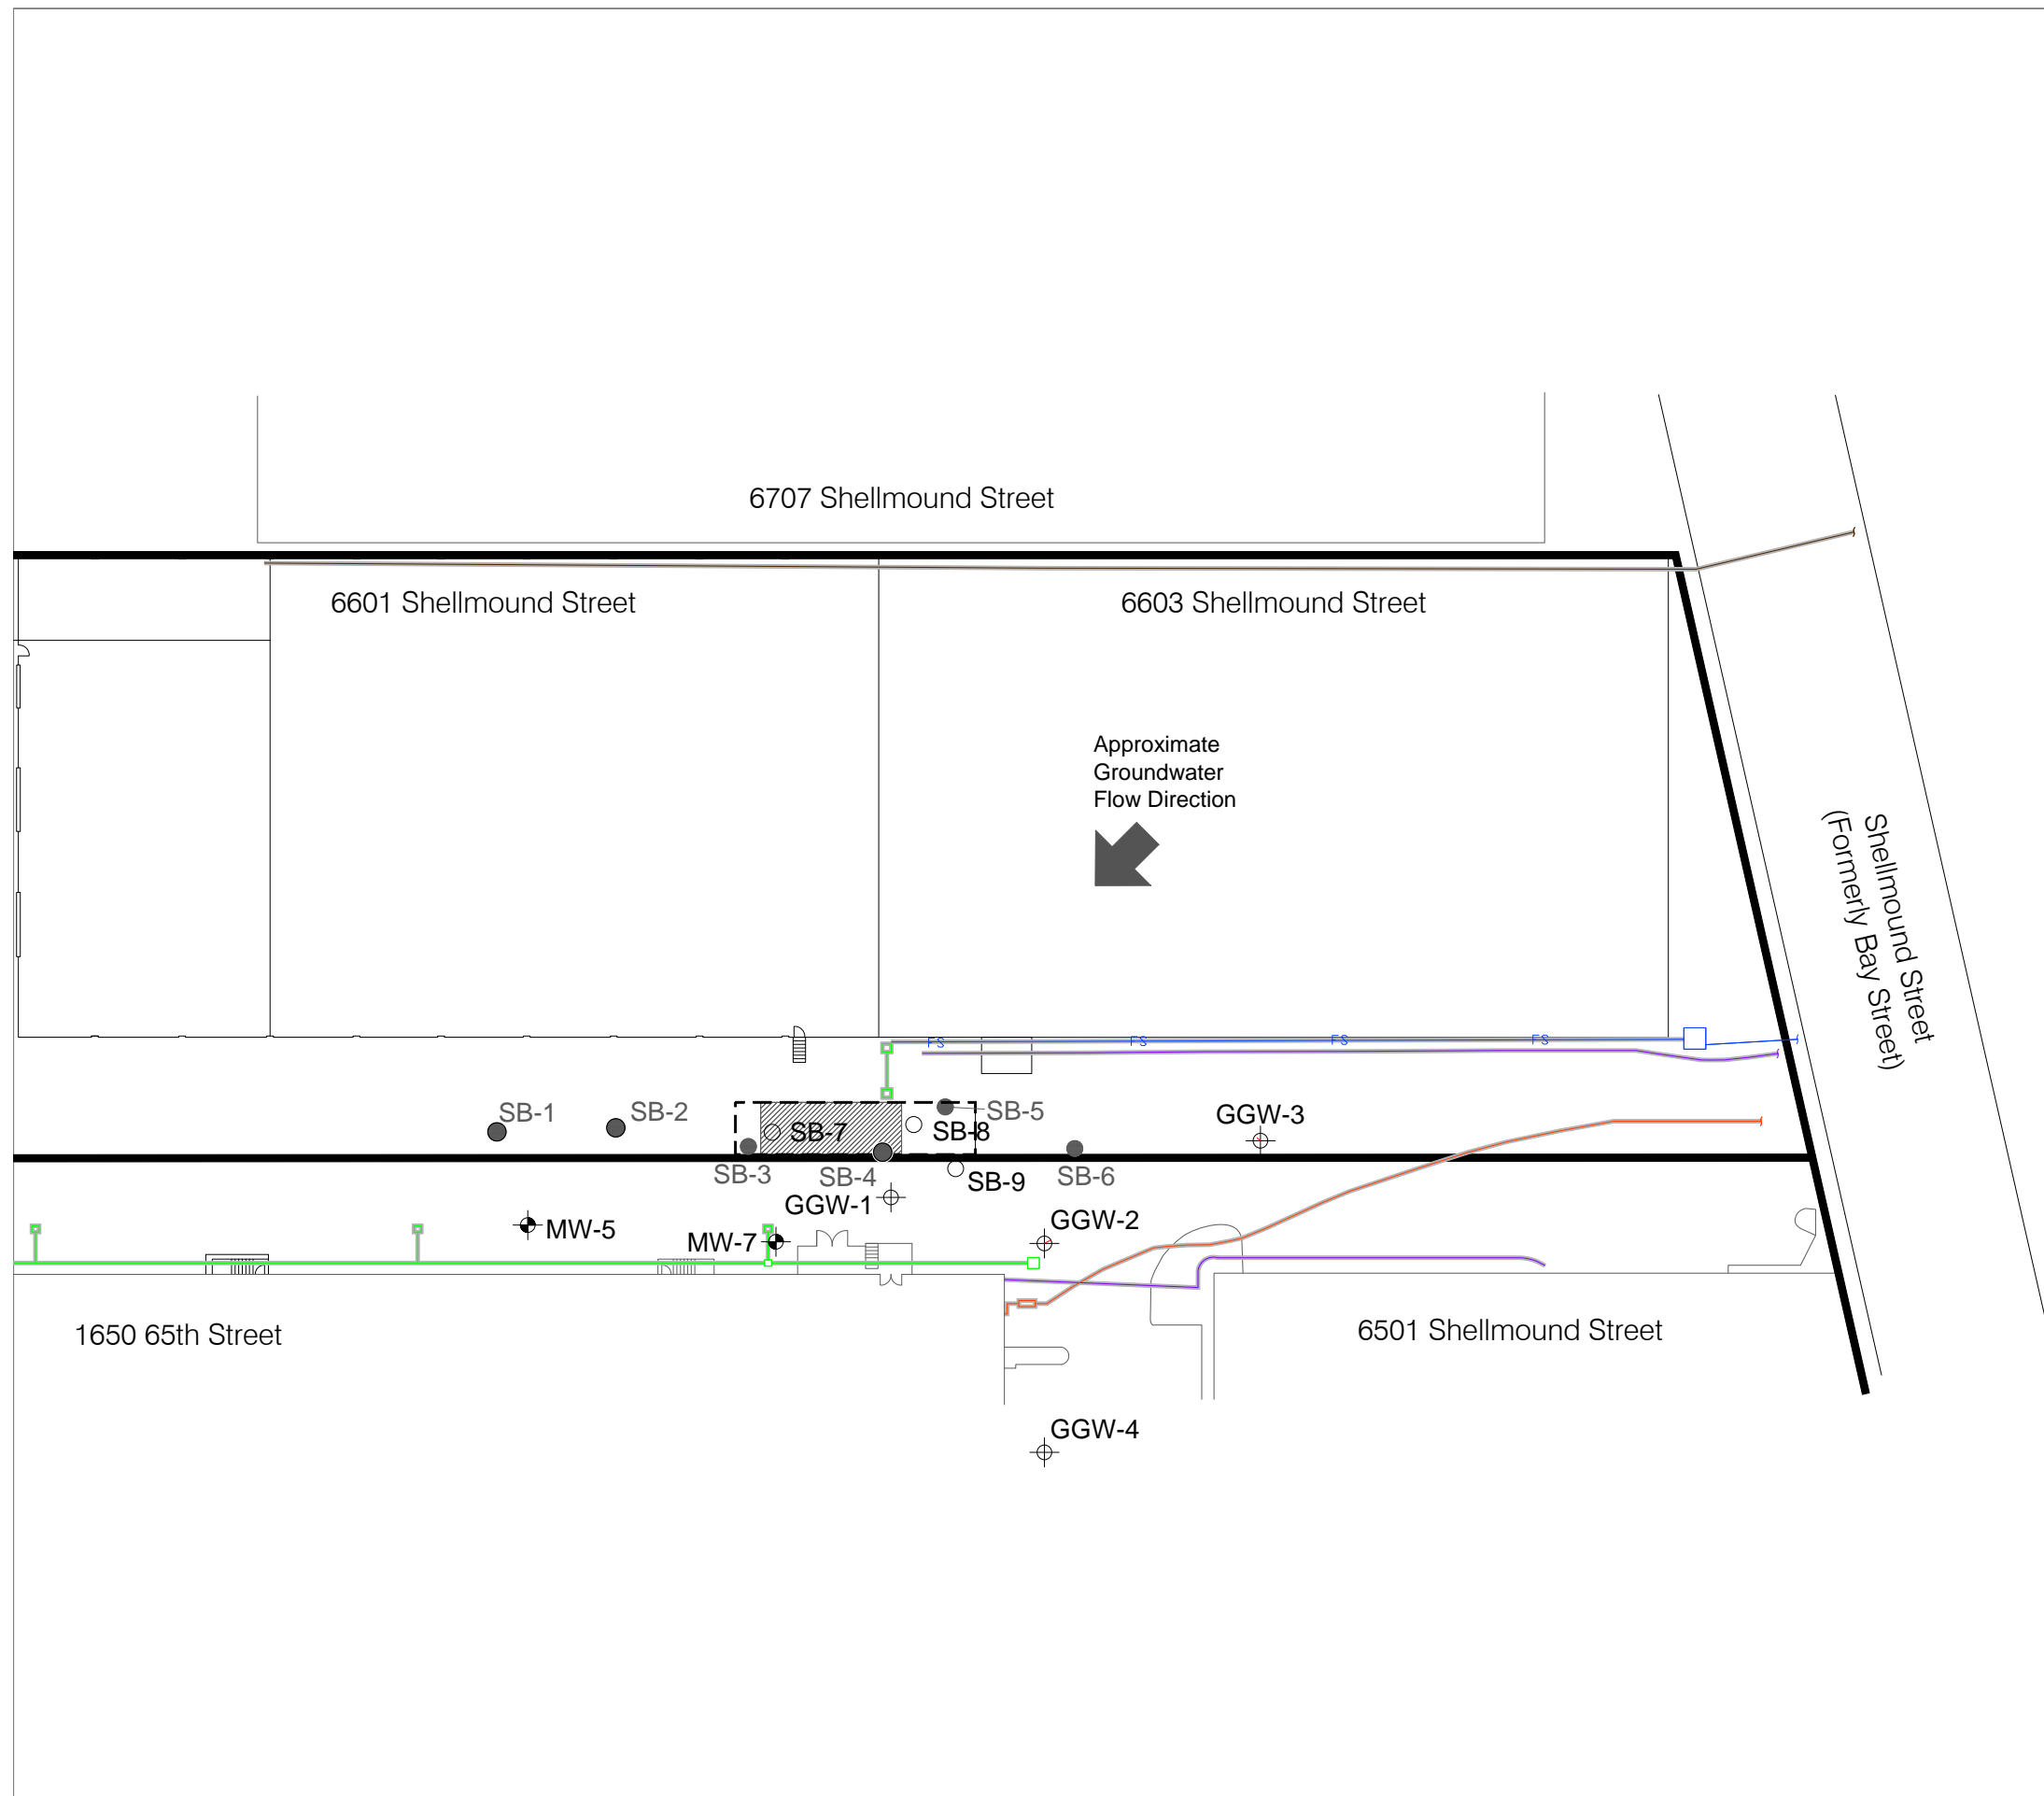 6707 Shellmound Street
6601 Shellmound Street
6603 Shellmound Street
Approximate
Groundwater
Flow Direction
Shellmound Street
(Formerly Bay Street)
FS
FS
FS
FS
SB-1
SB-2
SB-5
GGW-3
SB-7
SB-8
SB-3
SB-4
SB-9
SB-6
GGW-1
GGW-2
MW-5
MW-7
1650 65th Street
6501 Shellmound Street
GGW-4